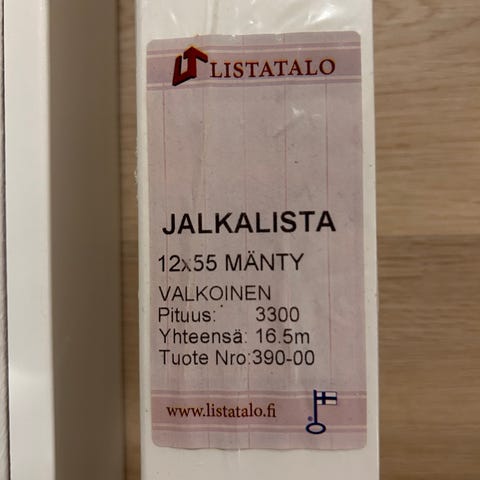 LISTATALO
JALKALISTA
12x55 MÄNTY
VALKOINEN
Pituus: 3300
Yhteensä: 16.5m
Tuote Nro:390-00
www.listatalo.fi